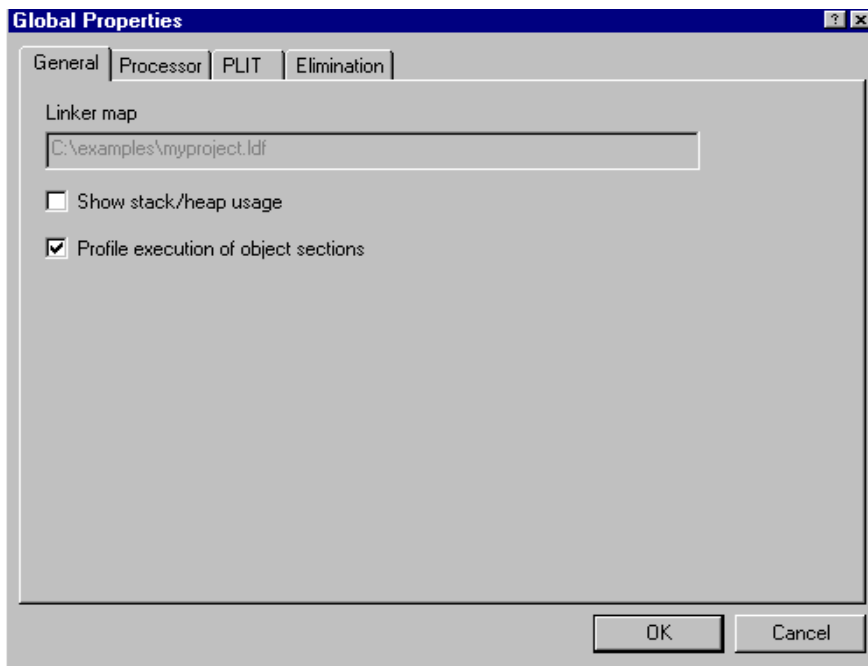 Global Properties
General Processor PLIT Elimination
Linker map
C:\examples\myproject.ldf
Show stack/heap usage
Profile execution of object sections
OK Cancel